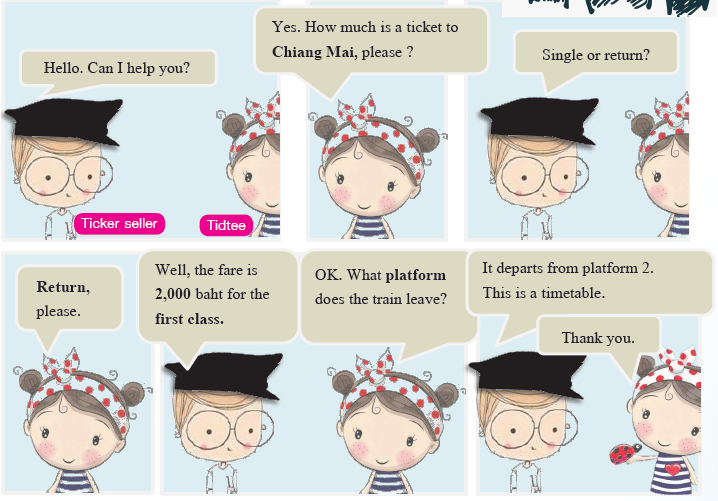 Hello. Can I help you?
Yes. How much is a ticket to
Chiang Mai, please ?
Single or return?
Ticker seller
Tidtee
Return,
please.
Well, the fare is
2,000 baht for the
first class.
OK. What platform
does the train leave?
It departs from platform 2.
This is a timetable.
Thank you.